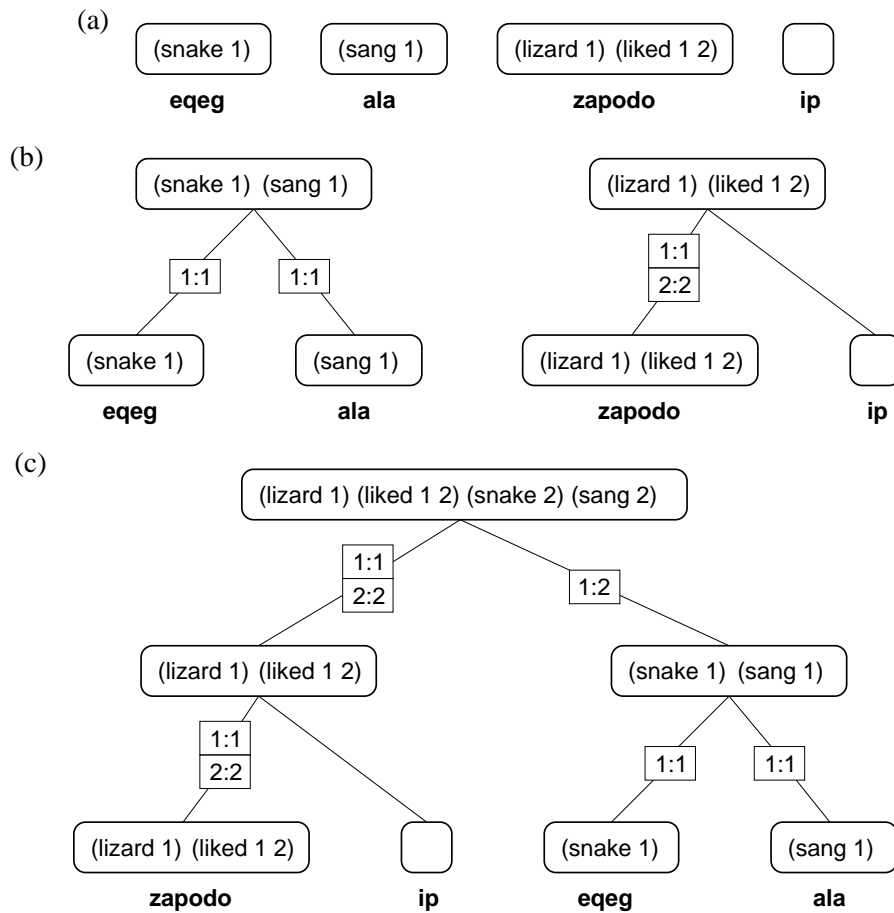 (a)
(snake 1) (sang 1) (lizard 1) (liked 1 2)
eqeg ala zapodo ip
(b)
(snake 1) (sang 1) (lizard 1) (liked 1 2)
1:1 1:1 1:1
2:2
(snake 1) (sang 1) (lizard 1) (liked 1 2)
eqeg ala zapodo ip
(c)
(lizard 1) (liked 1 2) (snake 2) (sang 2)
1:1
2:2 1:2
(lizard 1) (liked 1 2) (snake 1) (sang 1)
1:1
2:2 1:1 1:1
(lizard 1) (liked 1 2) (snake 1) (sang 1)
zapodo ip eqeg ala